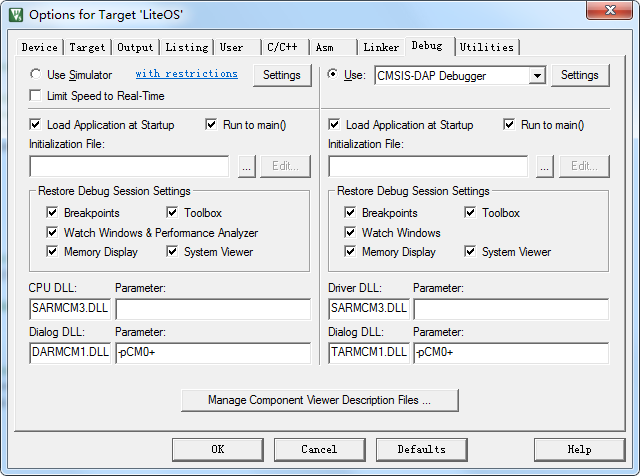 Options for Target 'LiteOS'
Device Target Output Listing User C/C++ Asm Linker Debug Utilities
Use Simulator with restrictions Settings
Limit Speed to Real-Time
Use: CMSIS-DAP Debugger Settings
Load Application at Startup Run to main()
Initialization File:
... Edit...
Restore Debug Session Settings
Breakpoints Toolbox
Watch Windows & Performance Analyzer
Memory Display System Viewer
CPU DLL: Parameter:
SARMCM3.DLL
Dialog DLL: Parameter:
DARMCM1.DLL -pCM0+
Load Application at Startup Run to main()
Initialization File:
... Edit...
Restore Debug Session Settings
Breakpoints Toolbox
Watch Windows
Memory Display System Viewer
Driver DLL: Parameter:
SARMCM3.DLL
Dialog DLL: Parameter:
TARMCM1.DLL -pCM0+
Manage Component Viewer Description Files ...
OK Cancel Defaults Help